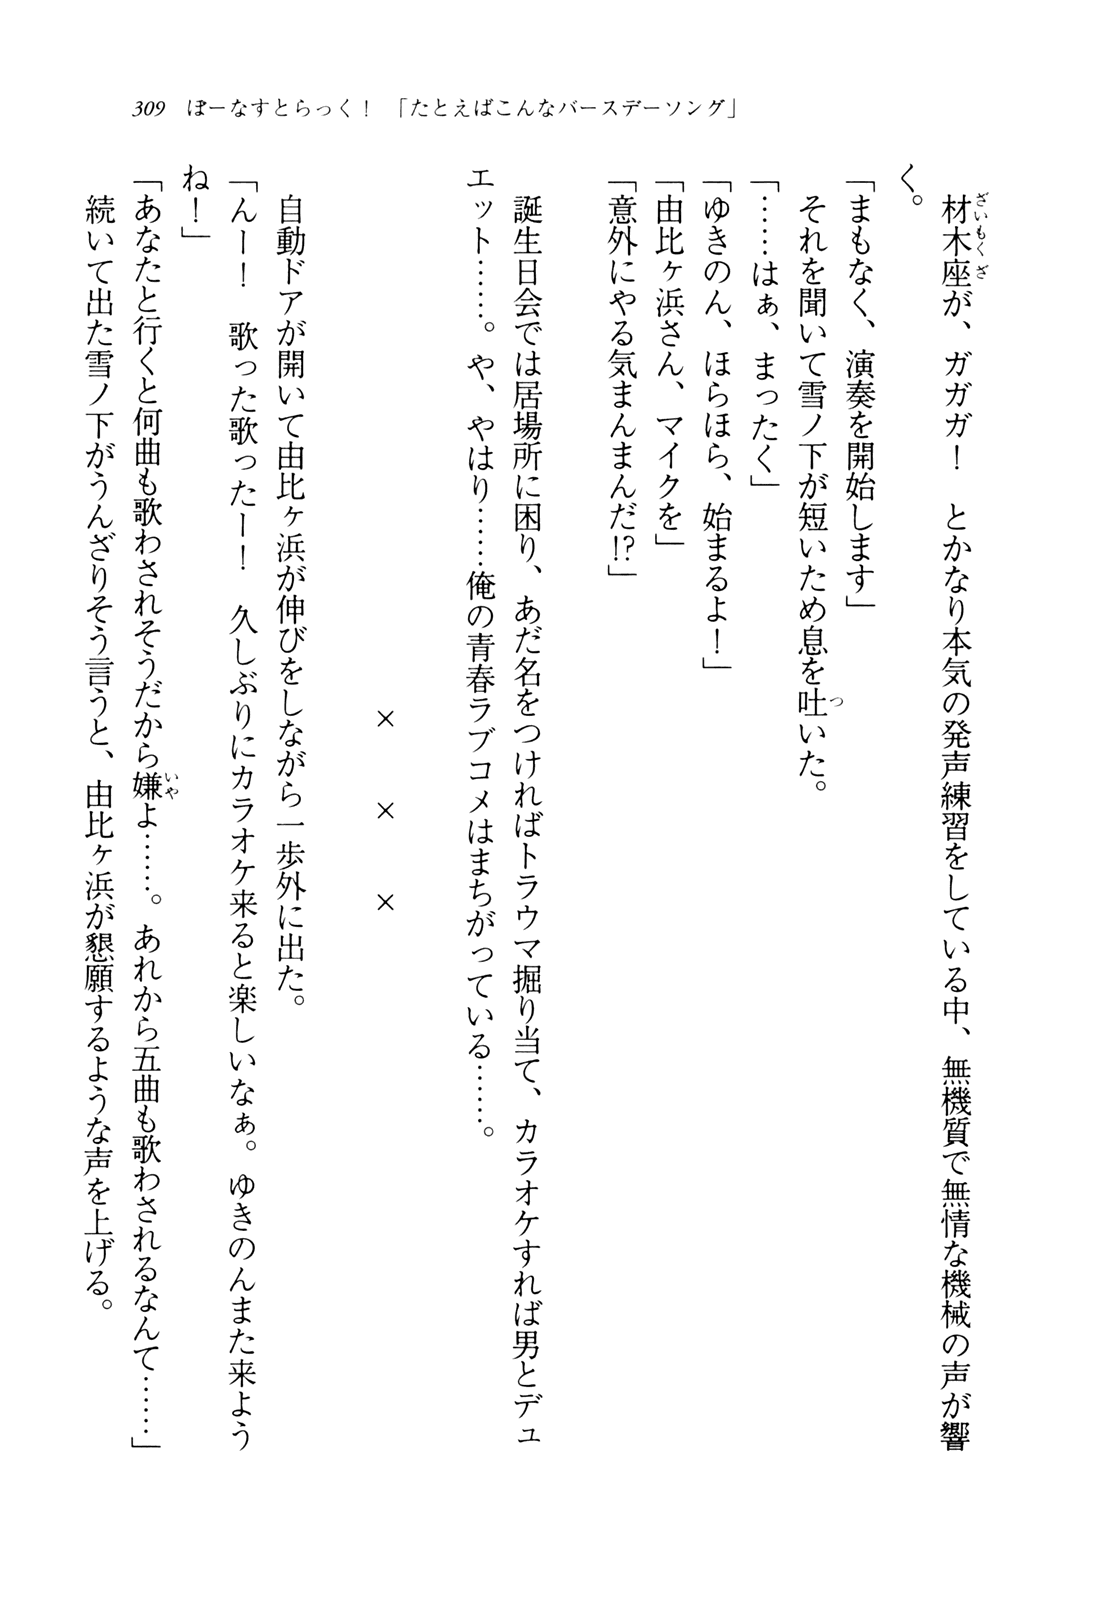 309 ぼーなすとらっく！ 「たとえばこんなバースデーソング」
材木座が、ガガガ！　とかなり本気の発声練習をしている中、無機質で無情な機械の声が響
く。
「まもなく、演奏を開始します」
それを聞いて雪ノ下が短いため息を吐いた。
「……はぁ、まったく」
「ゆきのん、ほらほら、始まるよ！」
「由比ヶ浜さん、マイクを」
「意外にやる気まんまんだ!?」
誕生日会では居場所に困り、あだ名をつければトラウマ掘り当て、カラオケすれば男とデュ
エット……。や、やはり……俺の青春ラブコメはまちがっている……。
×　×　×
自動ドアが開いて由比ヶ浜が伸びをしながら一歩外に出た。
「んー！　歌った歌ったー！　久しぶりにカラオケ来ると楽しいなぁ。ゆきのんまた来よう
ね！」
「あなたと行くと何曲も歌わされそうだから嫌よ……。あれから五曲も歌わされるなんて……」
続いて出た雪ノ下がうんざりそう言うと、由比ヶ浜が懇願するような声を上げる。